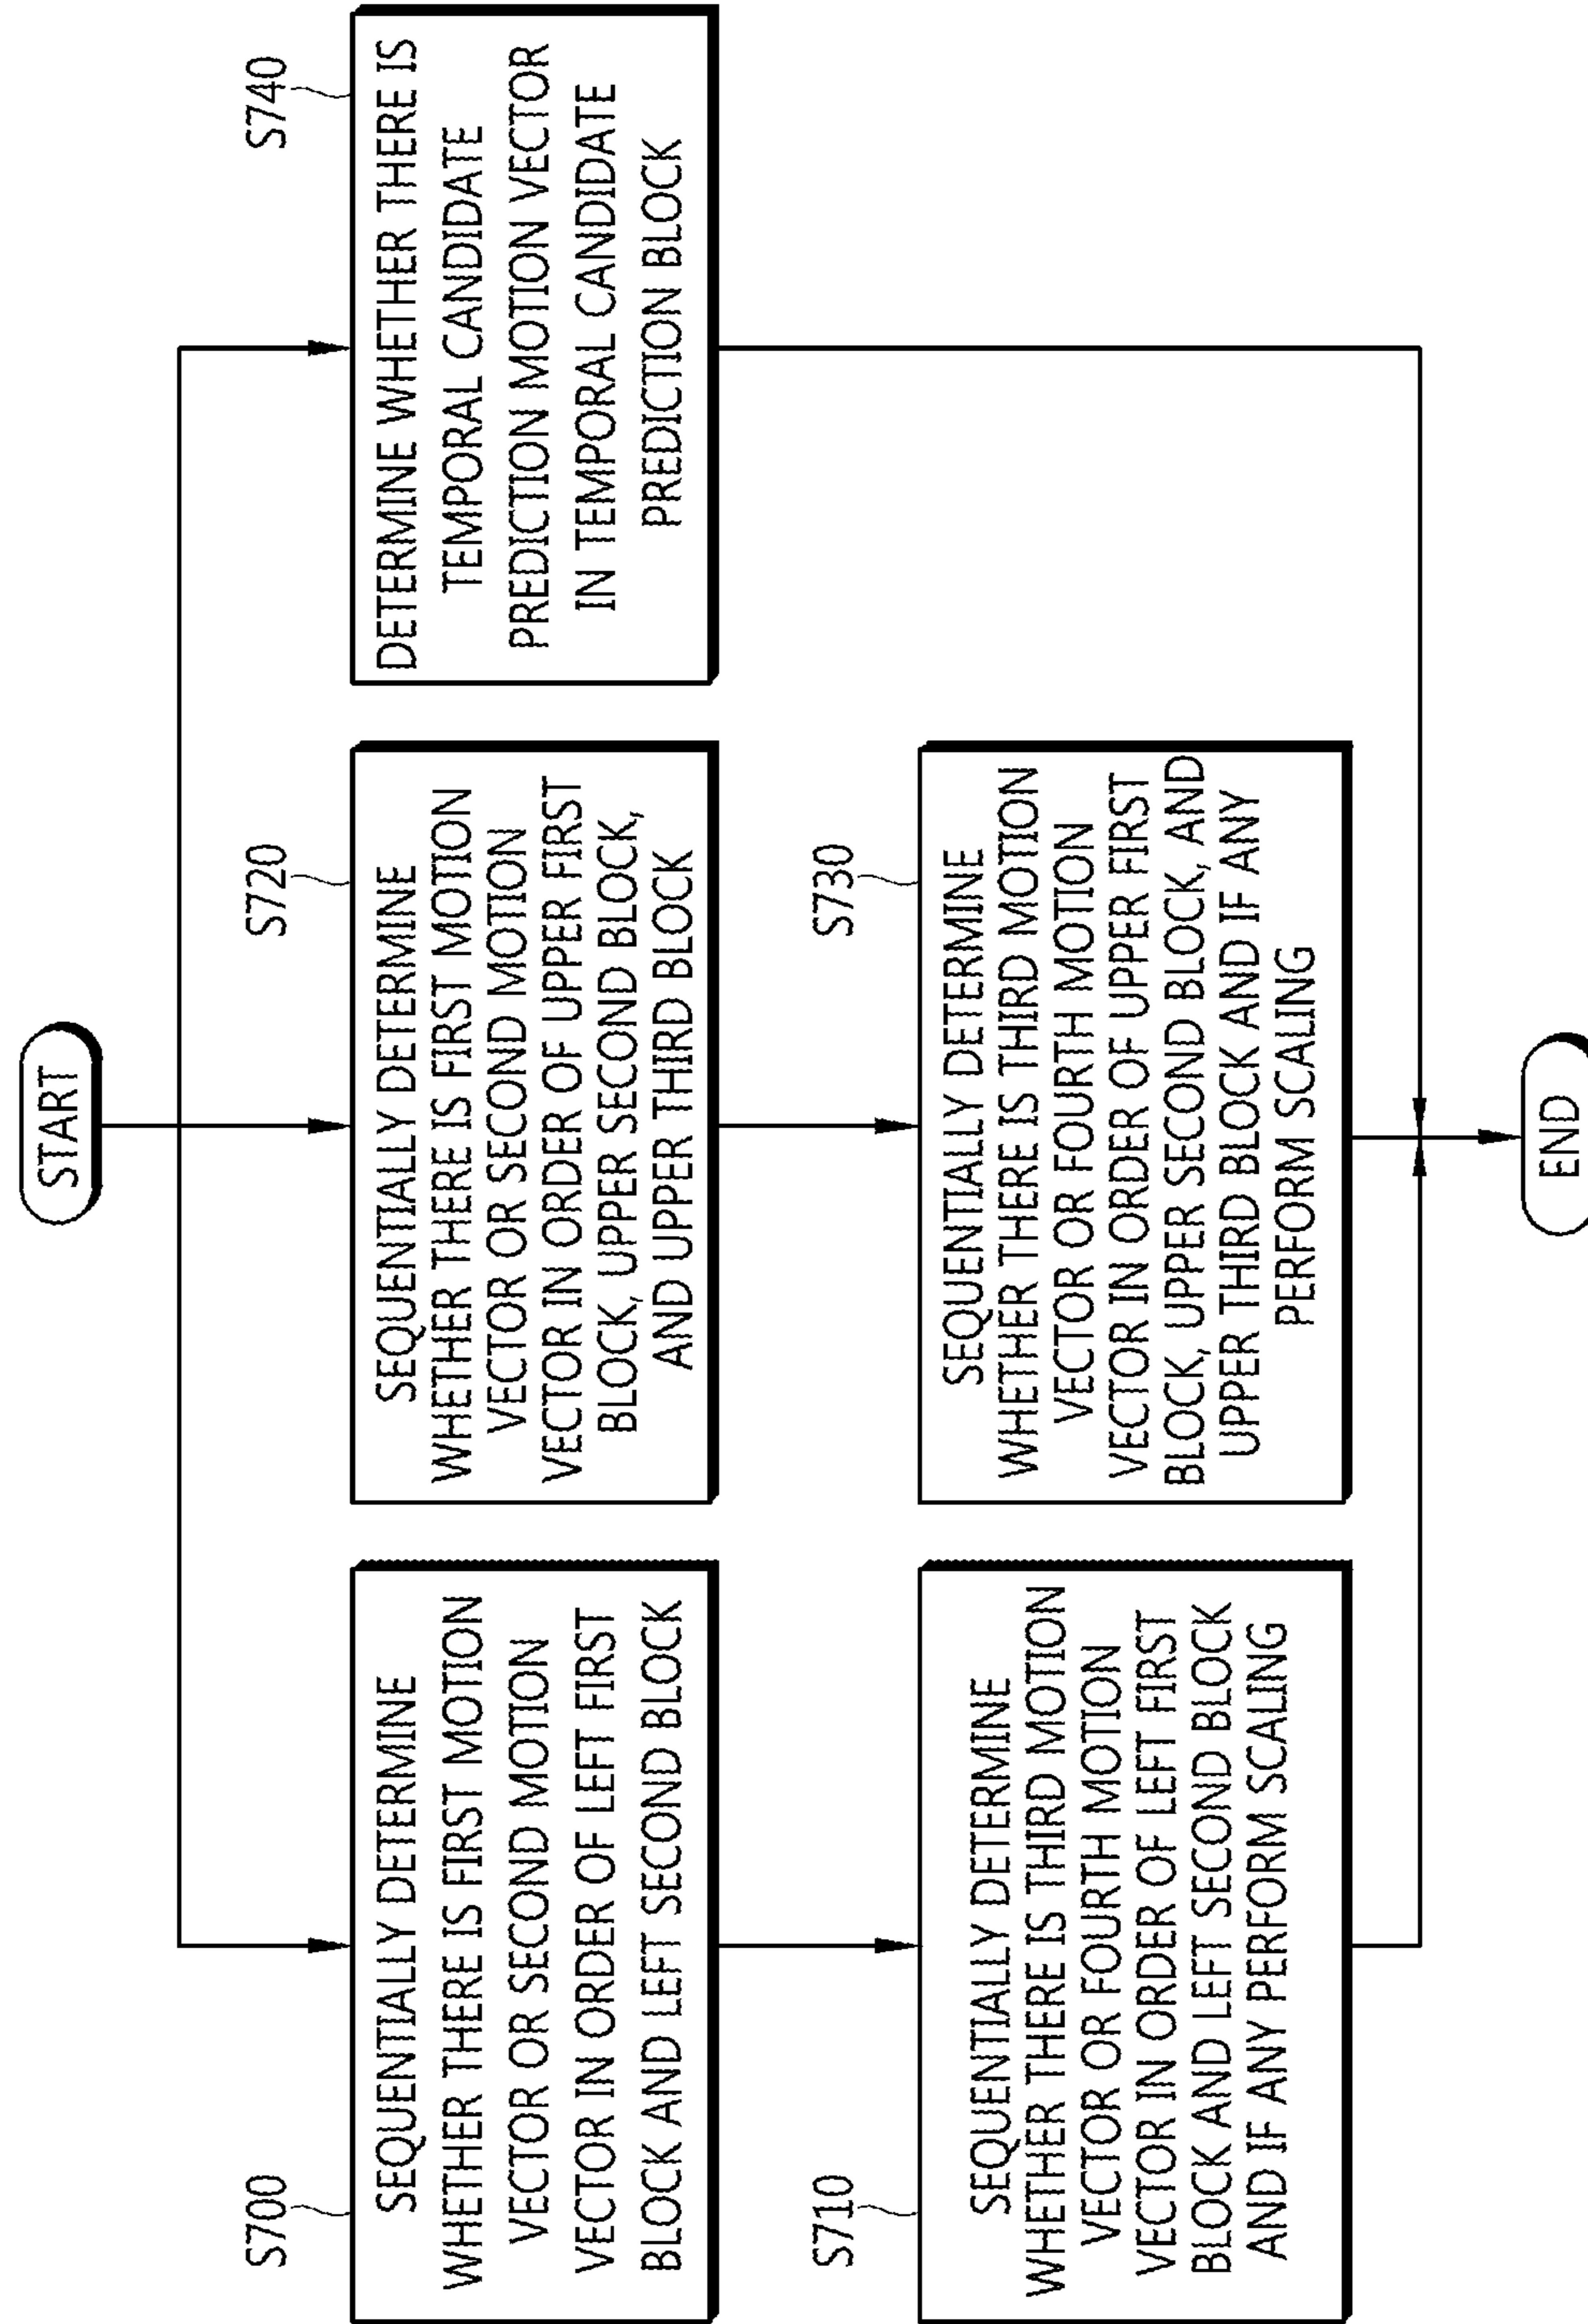 START
S700
SEQUENTIALLY DETERMINE
WHETHER THERE IS FIRST MOTION
VECTOR OR SECOND MOTION
VECTOR IN ORDER OF LEFT FIRST
BLOCK AND LEFT SECOND BLOCK
S720
SEQUENTIALLY DETERMINE
WHETHER THERE IS FIRST MOTION
VECTOR OR SECOND MOTION
VECTOR IN ORDER OF UPPER FIRST
BLOCK, UPPER SECOND BLOCK,
AND UPPER THIRD BLOCK
S740
DETERMINE WHETHER THERE IS
TEMPORAL CANDIDATE
PREDICTION MOTION VECTOR
IN TEMPORAL CANDIDATE
PREDICTION BLOCK
S710
SEQUENTIALLY DETERMINE
WHETHER THERE IS THIRD MOTION
VECTOR OR FOURTH MOTION
VECTOR IN ORDER OF LEFT FIRST
BLOCK AND LEFT SECOND BLOCK
AND IF ANY PERFORM SCALING
S730
SEQUENTIALLY DETERMINE
WHETHER THERE IS THIRD MOTION
VECTOR OR FOURTH MOTION
VECTOR IN ORDER OF UPPER FIRST
BLOCK, UPPER SECOND BLOCK, AND
UPPER THIRD BLOCK AND IF ANY
PERFORM SCALING
END